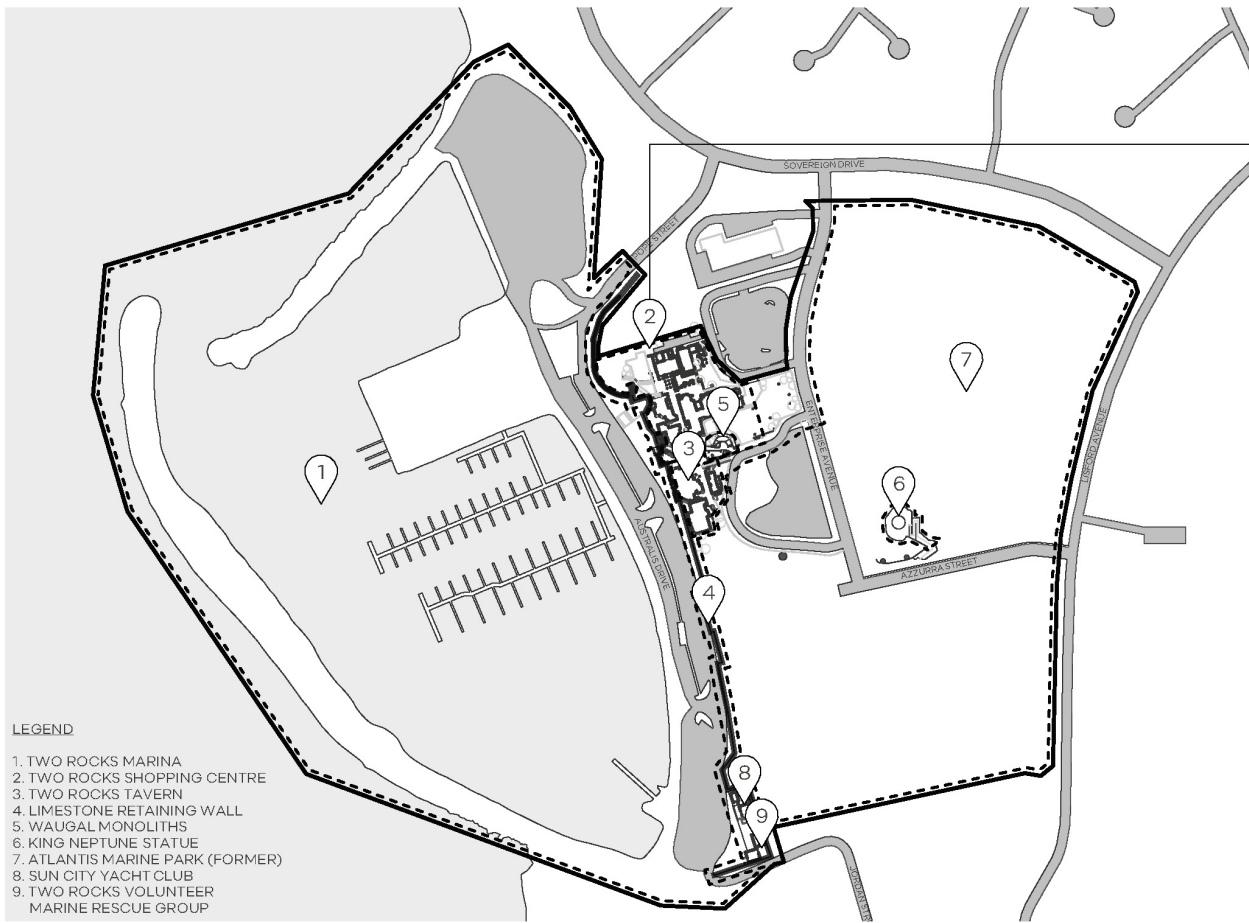 SOVEREIGN DRIVE
POPE STREET
2
7
5
ENTERPRISE AVENUE
LISFORD AVENUE
3
1
6
AUSTRALIS DRIVE
AZZURRA STREET
4
LEGEND
1. TWO ROCKS MARINA
2. TWO ROCKS SHOPPING CENTRE
3. TWO ROCKS TAVERN
4. LIMESTONE RETAINING WALL
5. WAUGAL MONOLITHS
6. KING NEPTUNE STATUE
7. ATLANTIS MARINE PARK (FORMER)
8. SUN CITY YACHT CLUB
9. TWO ROCKS VOLUNTEER
MARINE RESCUE GROUP
8
9
JORDAN STR